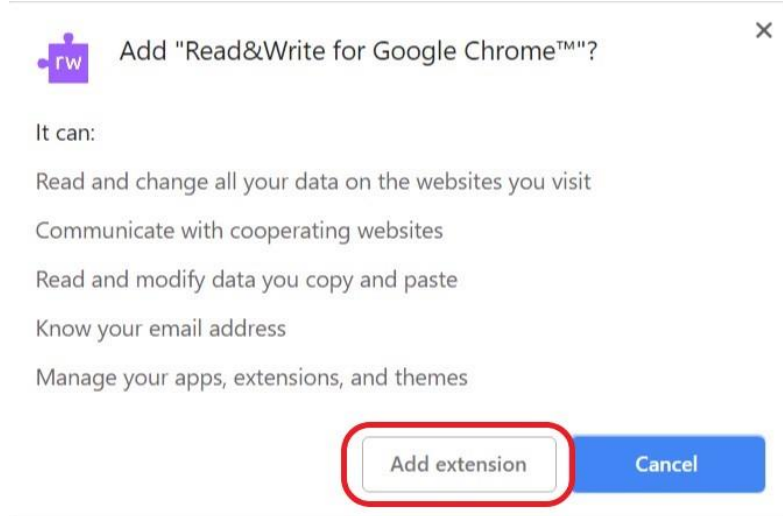 rw
Add "Read&Write for Google Chrome™"?
It can:
Read and change all your data on the websites you visit
Communicate with cooperating websites
Read and modify data you copy and paste
Know your email address
Manage your apps, extensions, and themes
Add extension Cancel